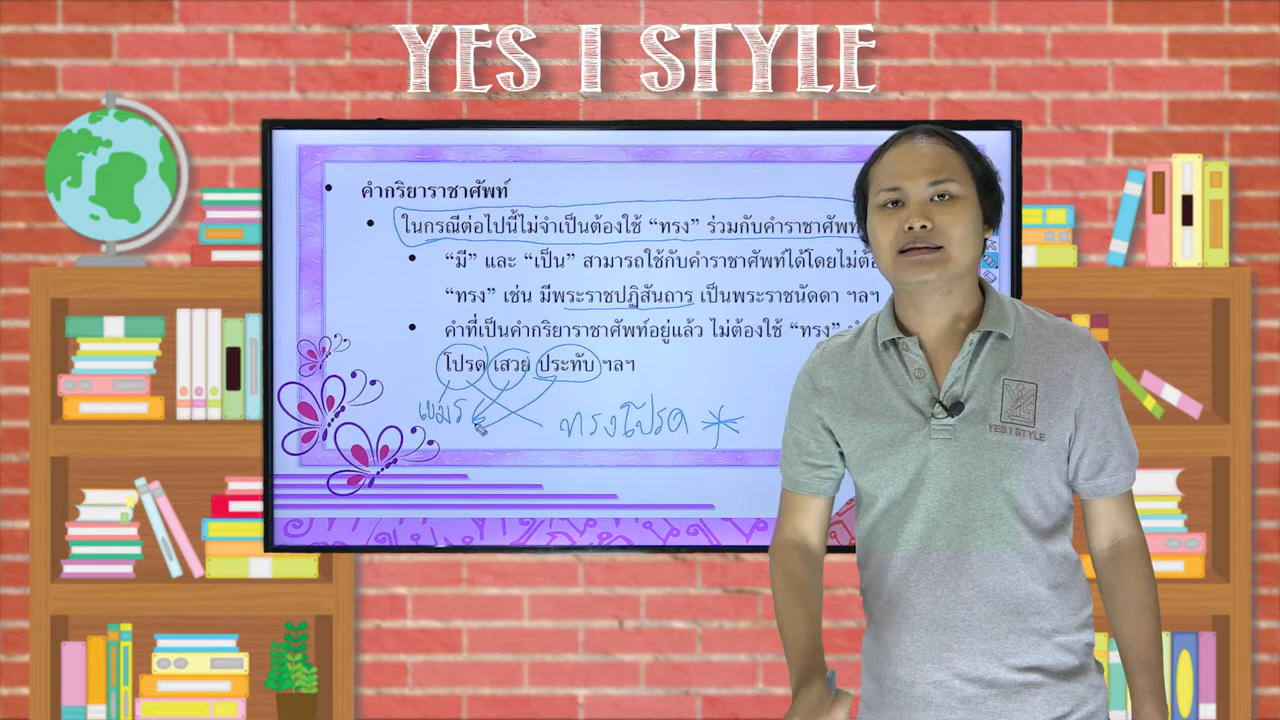 YES I STYLE
คำกริยาราชาศัพท์
ในกรณีต่อไปนี้ไม่จำเป็นต้องใช้ “ทรง” ร่วมกับคำราชาศัพ
“มี” และ “เป็น” สามารถใช้กับคำราชาศัพท์ได้โดยไม่ต้
“ทรง” เช่น มีพระราชปฏิสันถาร เป็นพระราชนัดดา ฯลฯ
คำที่เป็นคำกริยาราชาศัพท์อยู่แล้ว ไม่ต้องใช้ “ทรง”
โปรด เสวย ประทับ ฯลฯ
เขมร
ทรงโปรด
YES I STYLE